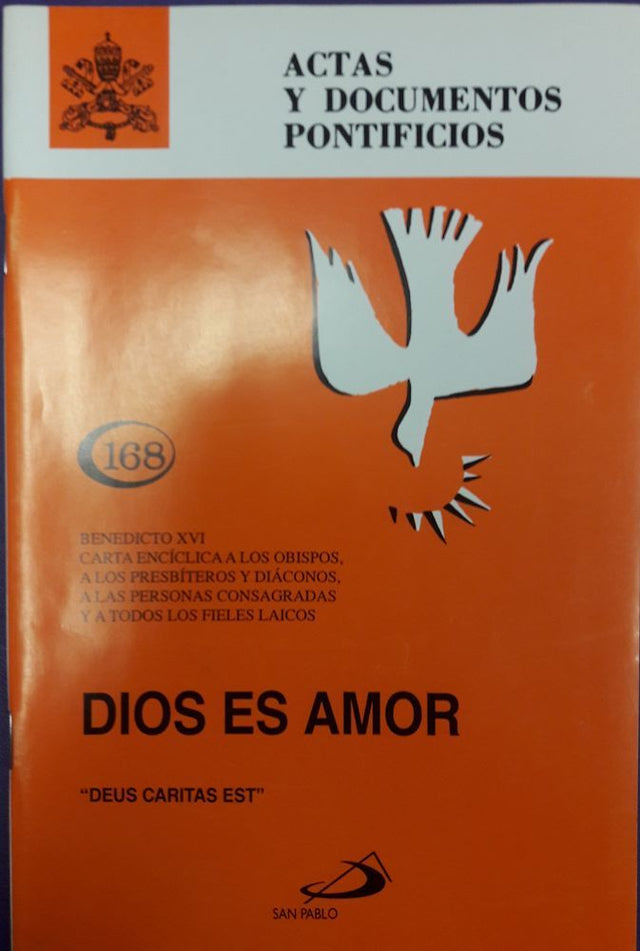 ACTAS
Y DOCUMENTOS
PONTIFICIOS
168
BENEDICTO XVI
CARTA ENCÍCLICA A LOS OBISPOS,
A LOS PRESBÍTEROS Y DIÁCONOS,
A LAS PERSONAS CONSAGRADAS
Y A TODOS LOS FIELES LAICOS
DIOS ES AMOR
“DEUS CARITAS EST”
SAN PABLO